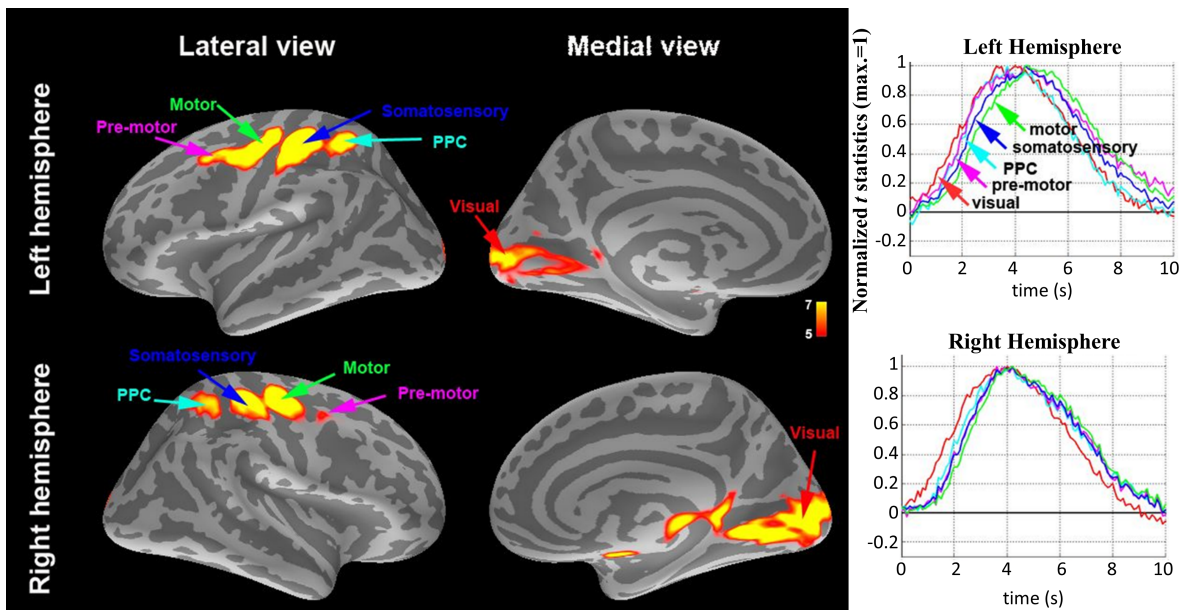 Lateral view
Medial view
Left hemisphere
Motor
Somatosensory
Pre-motor
PPC
Visual
7
5
Right hemisphere
Somatosensory
Motor
PPC
Pre-motor
Visual
Normalized t statistics (max.=1)
Left Hemisphere
1
0.8
0.6
0.4
0.2
0
-0.2
motor
somatosensory
PPC
pre-motor
visual
0 2 4 6 8 10
time (s)
Right Hemisphere
1
0.8
0.6
0.4
0.2
0
-0.2
0 2 4 6 8 10
time (s)